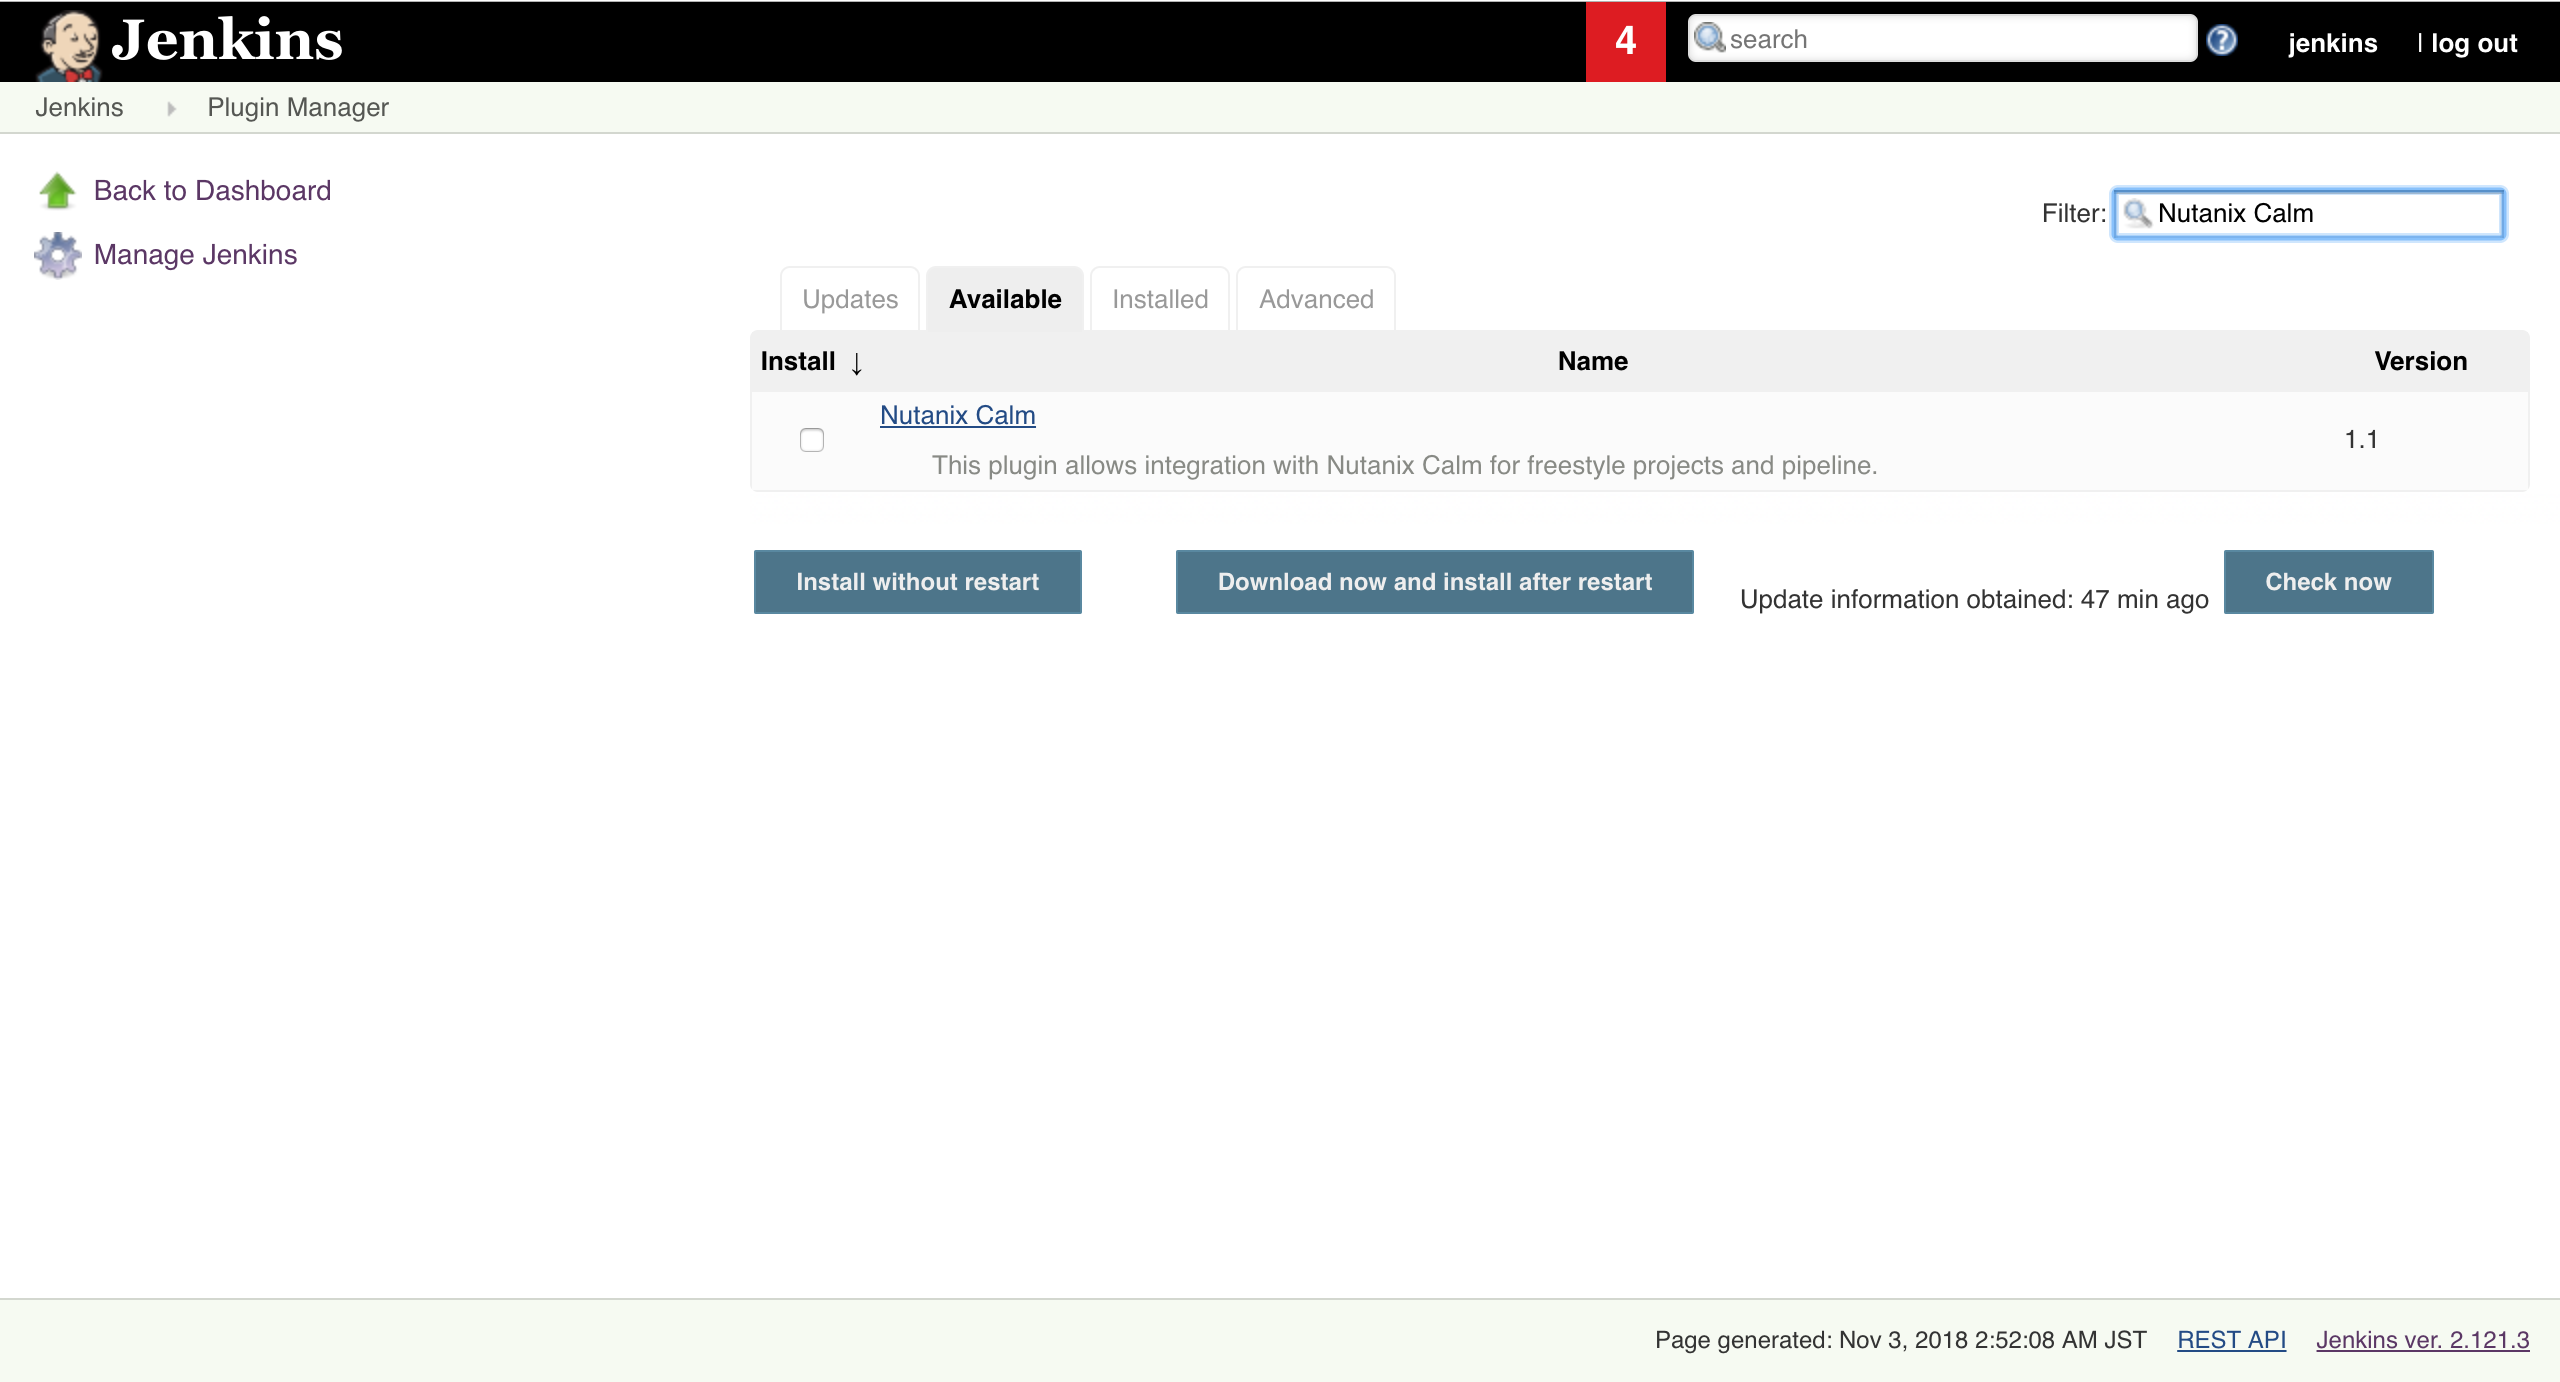 Jenkins
4
search
jenkins | log out
Jenkins Plugin Manager
Back to Dashboard
Manage Jenkins
Filter: Nutanix Calm
Updates Available Installed Advanced
Install ↓ Name Version
Nutanix Calm
This plugin allows integration with Nutanix Calm for freestyle projects and pipeline.
1.1
Install without restart Download now and install after restart Update information obtained: 47 min ago Check now
Page generated: Nov 3, 2018 2:52:08 AM JST REST API Jenkins ver. 2.121.3